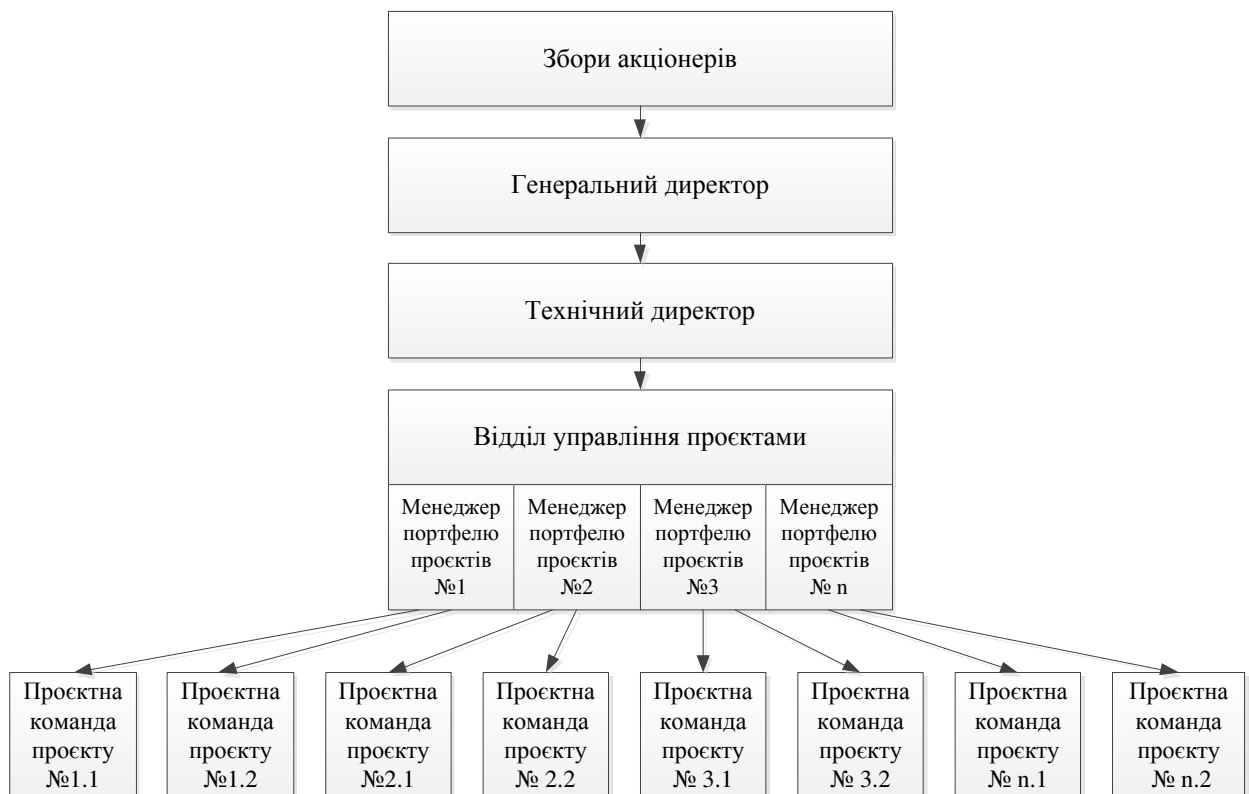 Збори акціонерів
Генеральний директор
Технічний директор
Відділ управління проєктами
Менеджер
портфелю
проєктів
№1
Менеджер
портфелю
проєктів
№2
Менеджер
портфелю
проєктів
№3
Менеджер
портфелю
проєктів
№ n
Проєктна
команда
проєкту
№1.1
Проєктна
команда
проєкту
№1.2
Проєктна
команда
проєкту
№2.1
Проєктна
команда
проєкту
№ 2.2
Проєктна
команда
проєкту
№ 3.1
Проєктна
команда
проєкту
№ 3.2
Проєктна
команда
проєкту
№ n.1
Проєктна
команда
проєкту
№ n.2